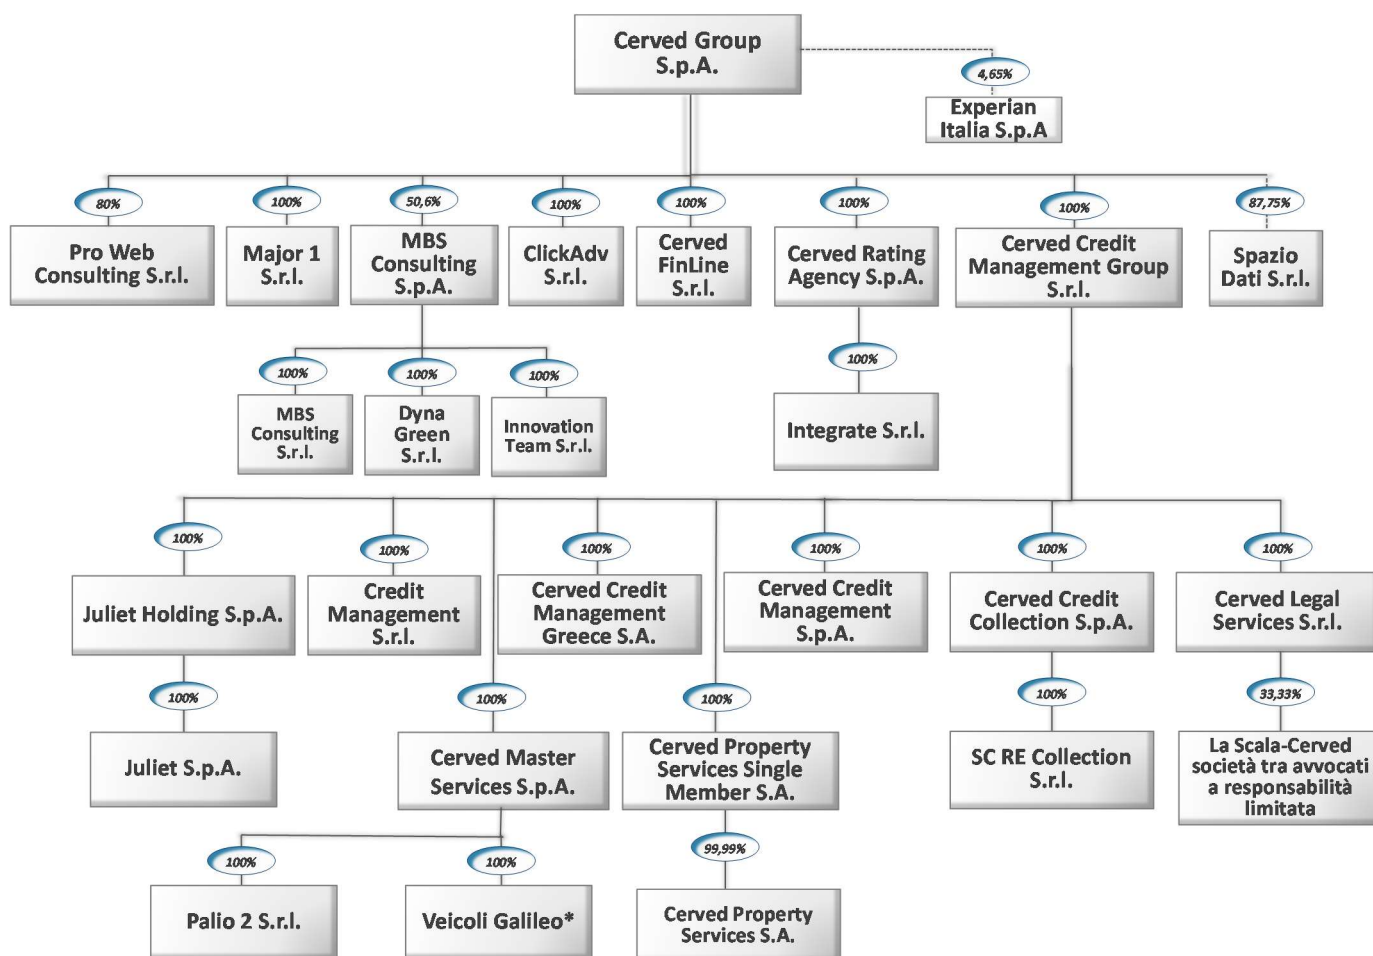 Cerved Group
S.p.A.
4,65%
Experian
Italia S.p.A
80%
Pro Web
Consulting S.r.l.
100%
Major 1
S.r.l.
50,6%
MBS
Consulting
S.p.A.
100%
ClickAdv
S.r.l.
100%
Cerved
FinLine
S.r.l.
100%
Cerved Rating
Agency S.p.A.
100%
Cerved Credit
Management Group
S.r.l.
87,75%
Spazio
Dati S.r.l.
100%
MBS
Consulting
S.r.l.
100%
Dyna
Green
S.r.l.
100%
Innovation
Team S.r.l.
100%
Integrate S.r.l.
100%
Juliet Holding S.p.A.
100%
Credit
Management
S.r.l.
100%
Cerved Credit
Management
Greece S.A.
100%
Cerved Credit
Management
S.p.A.
100%
Cerved Credit
Collection S.p.A.
100%
Cerved Legal
Services S.r.l.
100%
Juliet S.p.A.
100%
Cerved Master
Services S.p.A.
100%
Cerved Property
Services Single
Member S.A.
100%
SC RE Collection
S.r.l.
33,33%
La Scala-Cerved
società tra avvocati
a responsabilità
limitata
100%
Palio 2 S.r.l.
100%
Veicoli Galileo*
99,99%
Cerved Property
Services S.A.